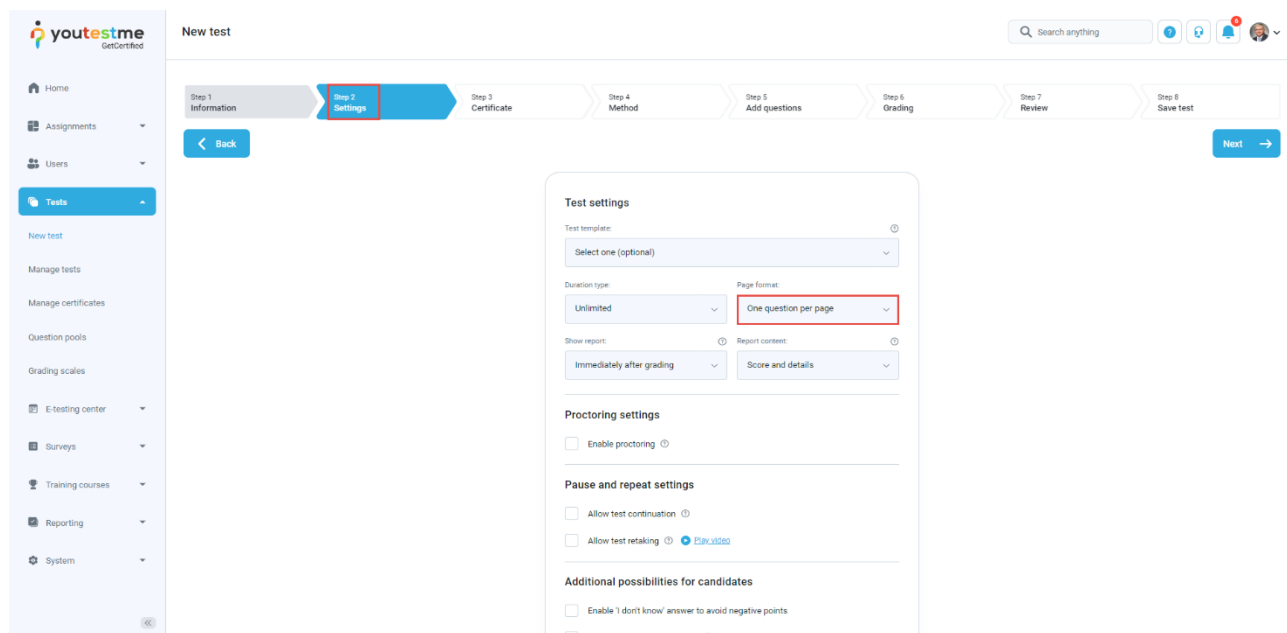 youtestme
GetCertified
New test
Search anything
8
Home
Assignments
Users
Tests
New test
Manage tests
Manage certificates
Question pools
Grading scales
E-testing center
Surveys
Training courses
Reporting
System
Step 1
Information
Step 2
Settings
Step 3
Certificate
Step 4
Method
Step 5
Add questions
Step 6
Grading
Step 7
Review
Step 8
Save test
Back
Next
Test settings
Test template:
Select one (optional)
Duration type:
Page format:
Unlimited
One question per page
Show report:
Report content:
Immediately after grading
Score and details
Proctoring settings
Enable proctoring
Pause and repeat settings
Allow test continuation
Allow test retaking
Play video
Additional possibilities for candidates
Enable 'I don't know' answer to avoid negative points